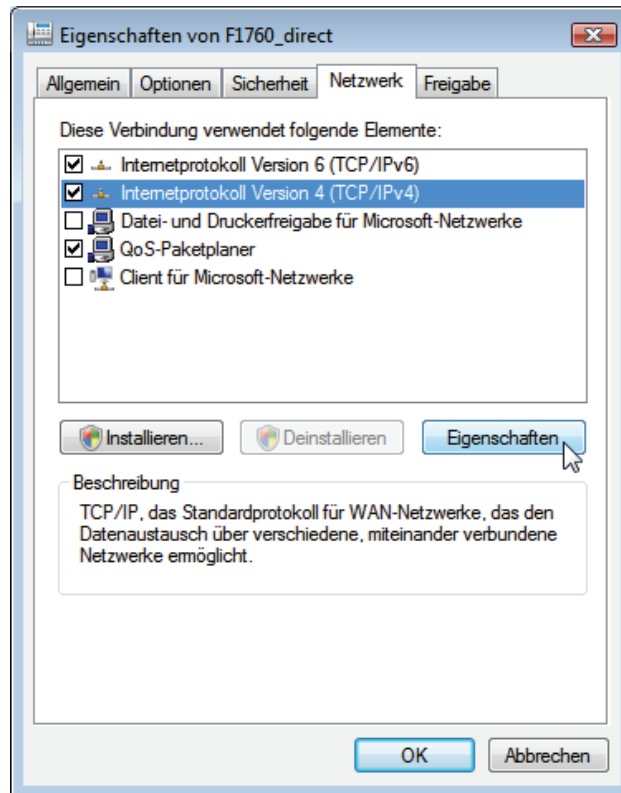 Eigenschaften von F1760_direct
Allgemein Optionen Sicherheit Netzwerk Freigabe
Diese Verbindung verwendet folgende Elemente:
Internetprotokoll Version 6 (TCP/IPv6)
Internetprotokoll Version 4 (TCP/IPv4)
Datei- und Druckerfreigabe für Microsoft-Netzwerke
QoS-Paketplaner
Client für Microsoft-Netzwerke
Installieren... Deinstallieren Eigenschaften
Beschreibung
TCP/IP, das Standardprotokoll für WAN-Netzwerke, das den
Datenaustausch über verschiedene, miteinander verbundene
Netzwerke ermöglicht.
OK Abbrechen